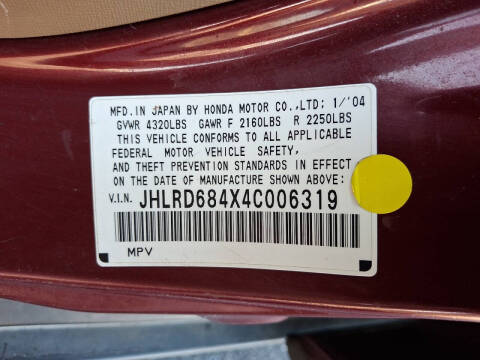 MFD.IN JAPAN BY HONDA MOTOR CO.,LTD: 1/'04
GVWR 4320LBS GAWR F 2160LBS R 2250LBS
THIS VEHICLE CONFORMS TO ALL APPLICABLE
FEDERAL MOTOR VEHICLE SAFETY,
AND THEFT PREVENTION STANDARDS IN EFFECT
ON THE DATE OF MANUFACTURE SHOWN ABOVE:
V.I.N. JHLRD684X4C006319
MPV